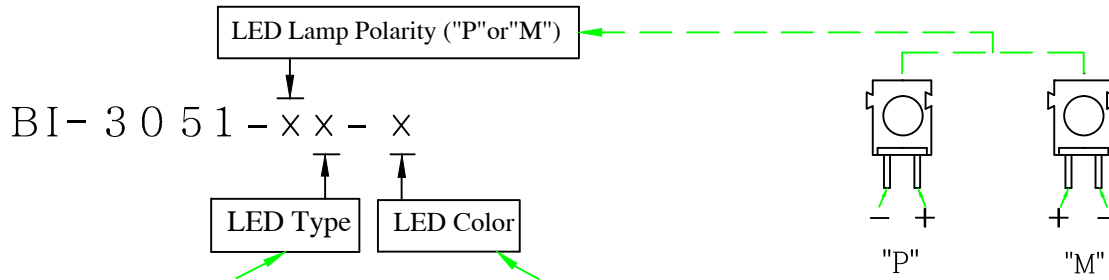 LED Lamp Polarity ("P"or"M")
BI-3051-xx-x
LED Type
LED Color
- +
+ -
"P"
"M"